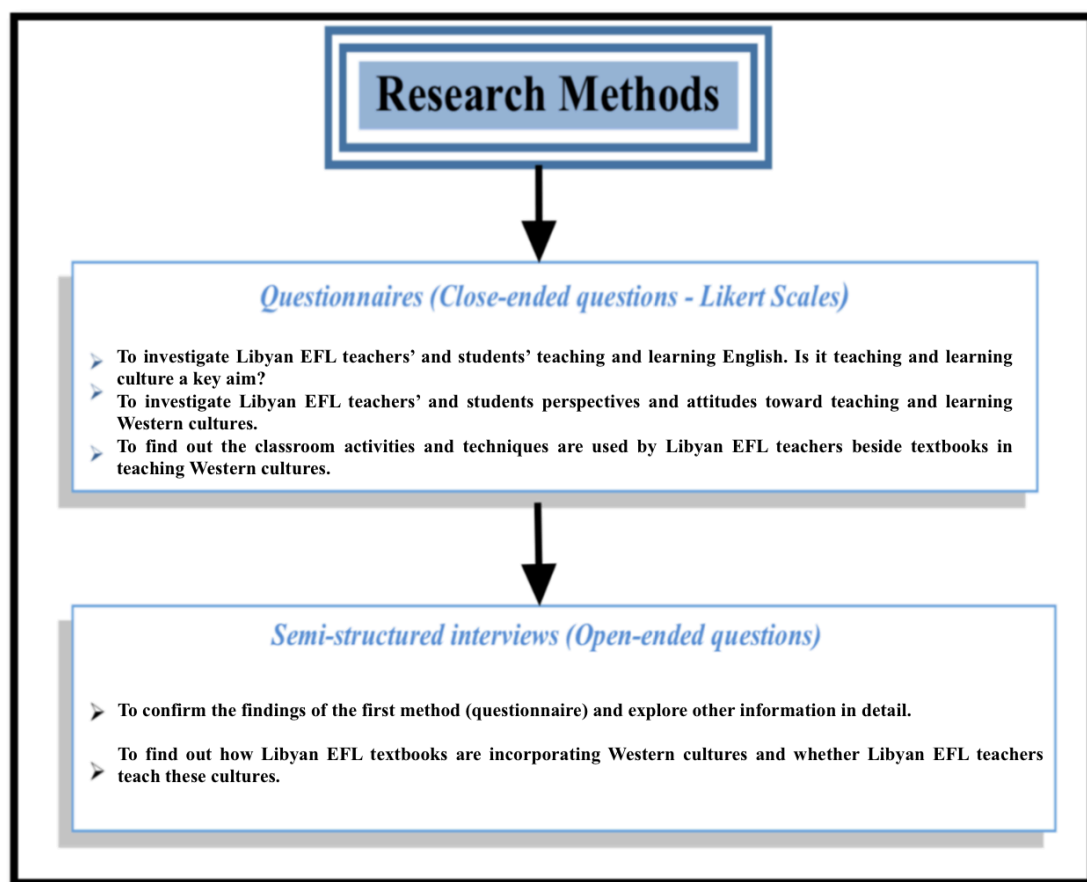 Research Methods
Questionnaires (Close-ended questions - Likert Scales)
To investigate Libyan EFL teachers’ and students’ teaching and learning English. Is it teaching and learning
culture a key aim?
To investigate Libyan EFL teachers’ and students perspectives and attitudes toward teaching and learning
Western cultures.
To find out the classroom activities and techniques are used by Libyan EFL teachers beside textbooks in
teaching Western cultures.
Semi-structured interviews (Open-ended questions)
To confirm the findings of the first method (questionnaire) and explore other information in detail.
To find out how Libyan EFL textbooks are incorporating Western cultures and whether Libyan EFL teachers
teach these cultures.